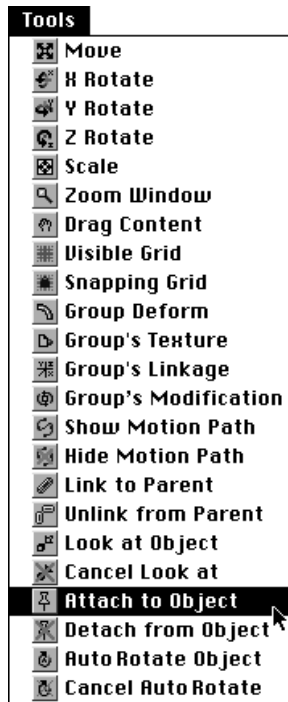 Tools
Move
X Rotate
Y Rotate
Z Rotate
Scale
Zoom Window
Drag Content
Visible Grid
Snapping Grid
Group Deform
Group's Texture
Group's Linkage
Group’s Modification
Show Motion Path
Hide Motion Path
Link to Parent
Unlink from Parent
Look at Object
Cancel Look at
Attach to Object
Detach from Object
Auto Rotate Object
Cancel Auto Rotate